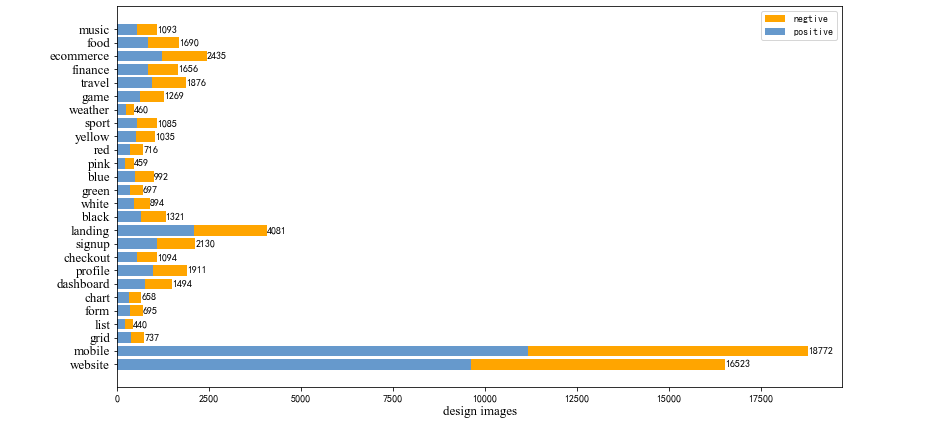 negtive
positive
music 1093
food 1690
ecommerce 2435
finance 1656
travel 1876
game 1269
weather 460
sport 1085
yellow 1035
red 716
pink 459
blue 992
green 697
white 894
black 1321
landing 4081
signup 2130
checkout 1094
profile 1911
dashboard 1494
chart 658
form 695
list 440
grid 737
mobile 18772
website 16523
0 2500 5000 7500 10000 12500 15000 17500
design images